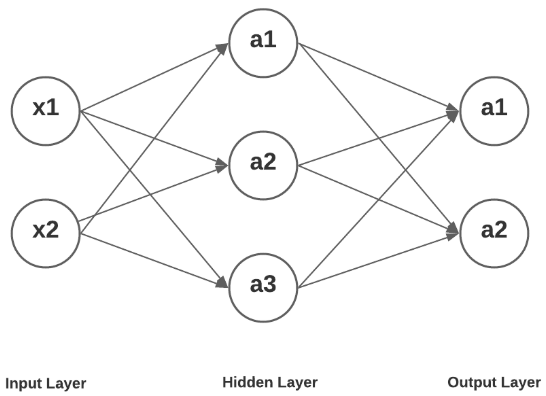 a1
x1
a1
a2
x2
a2
a3
Input Layer
Hidden Layer
Output Layer